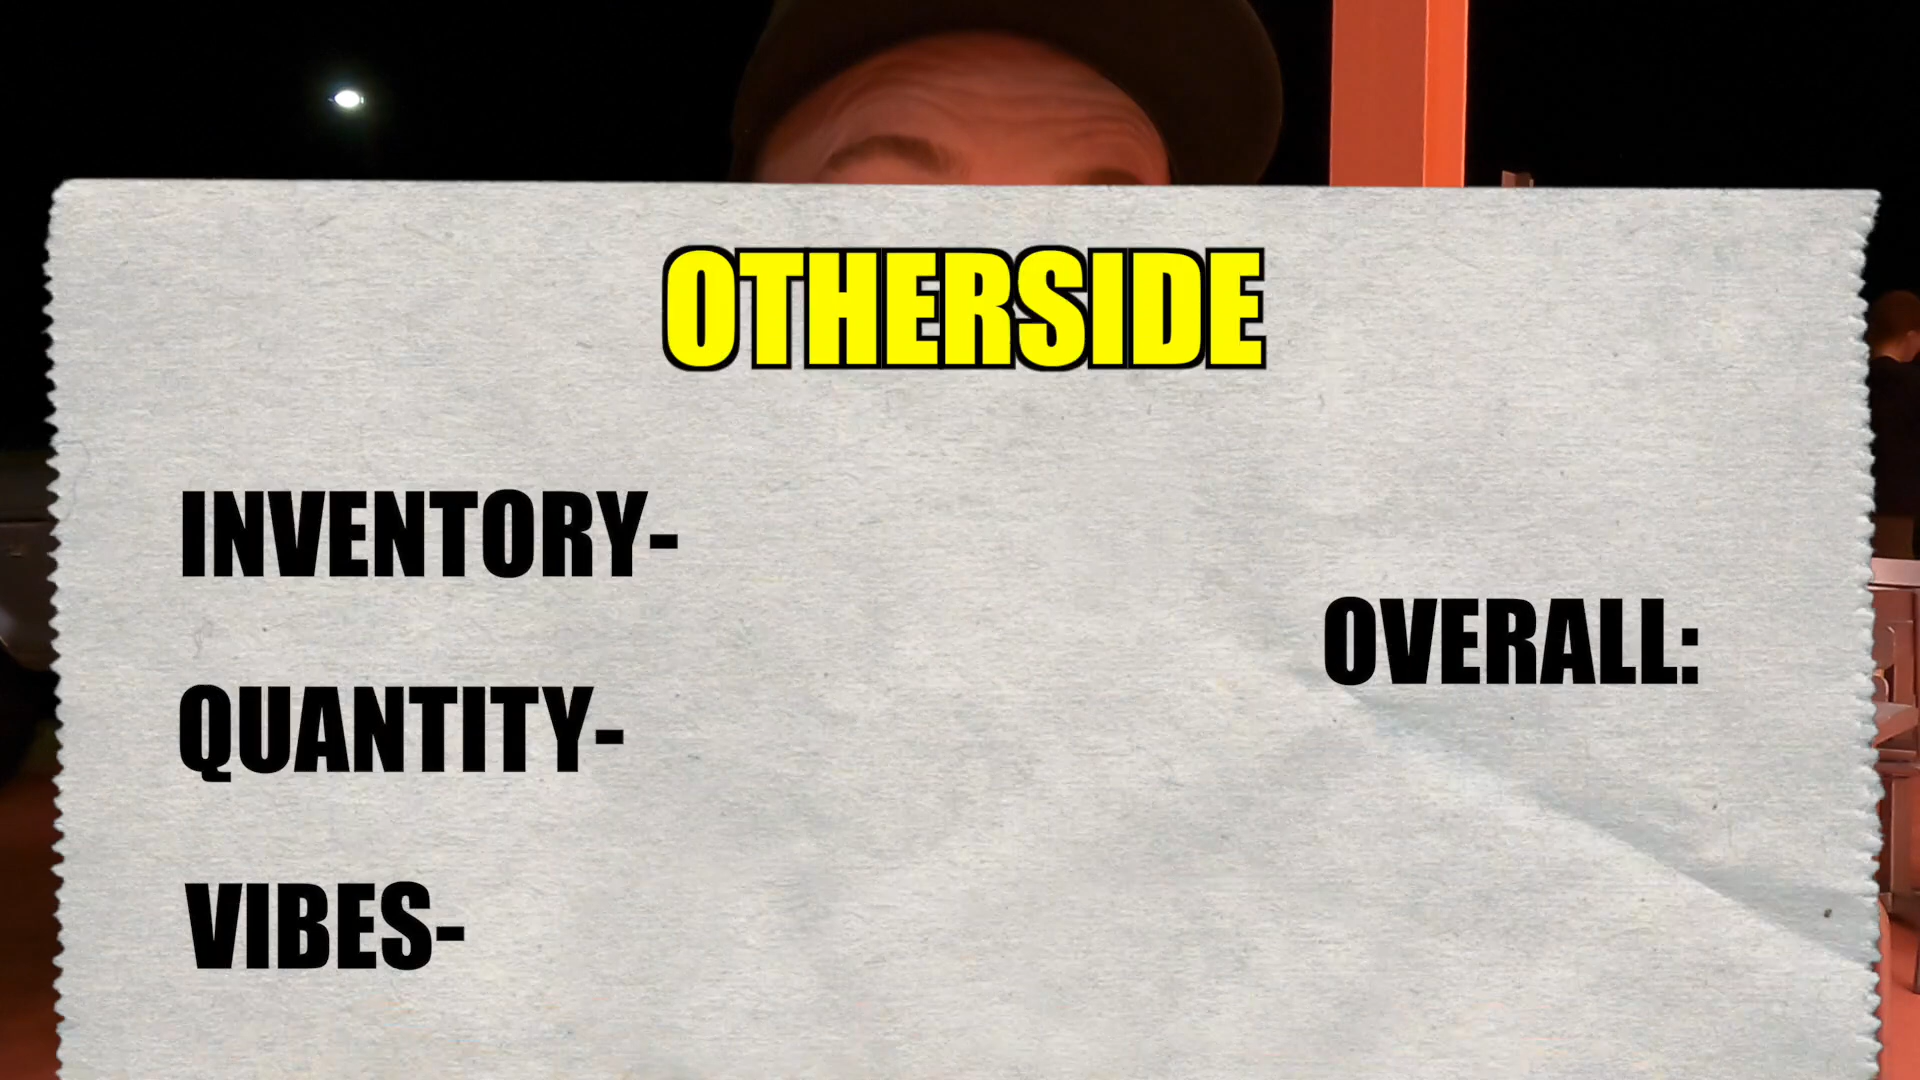 OTHERSIDE
INVENTORY-
QUANTITY-
VIBES-
OVERALL: